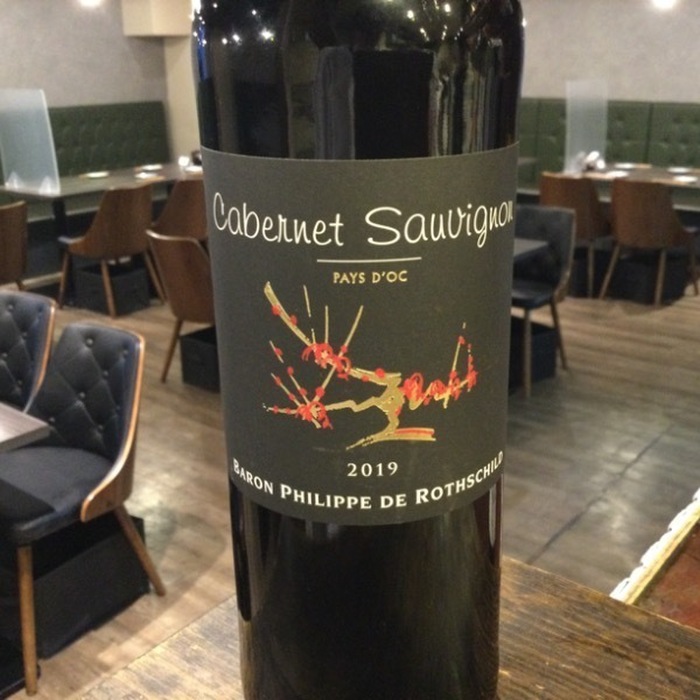 Cabernet Sauvignon
PAYS D'OC
2019
BARON PHILIPPE DE ROTHSCHILD